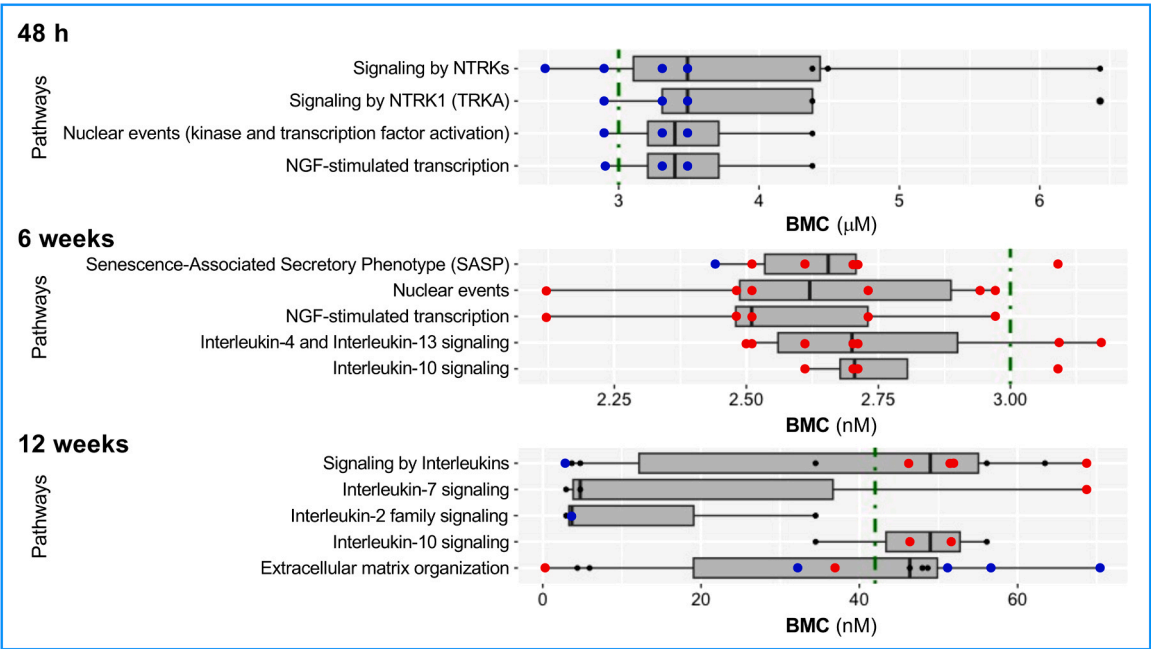 48 h
Pathways
Signaling by NTRKs
Signaling by NTRK1 (TRKA)
Nuclear events (kinase and transcription factor activation)
NGF-stimulated transcription
3 4 5 6
BMC (μM)
6 weeks
Pathways
Senescence-Associated Secretory Phenotype (SASP)
Nuclear events
NGF-stimulated transcription
Interleukin-4 and Interleukin-13 signaling
Interleukin-10 signaling
2.25 2.50 2.75 3.00
BMC (nM)
12 weeks
Pathways
Signaling by Interleukins
Interleukin-7 signaling
Interleukin-2 family signaling
Interleukin-10 signaling
Extracellular matrix organization
0 20 40 60
BMC (nM)